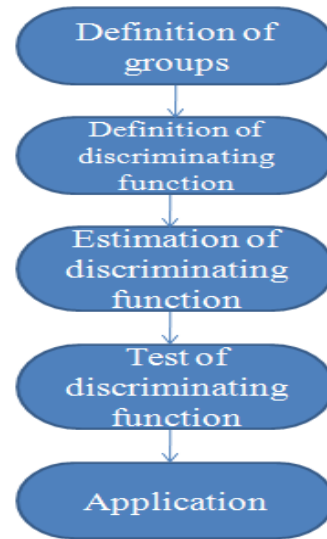 Definition of
groups
Definition of
discriminating
function
Estimation of
discriminating
function
Test of
discriminating
function
Application